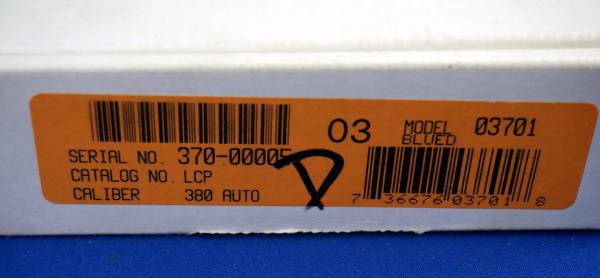 03 MODEL 03701
BLUED
SERIAL NO. 370-00005
CATALOG NO. LCP
CALIBER 380 AUTO
7 36676 03701 8